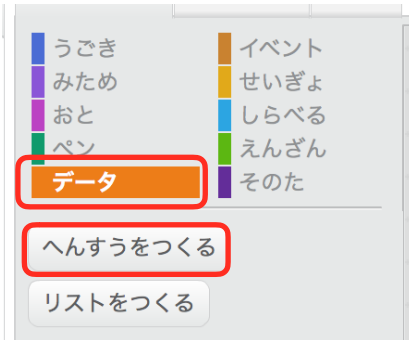 うごき
イベント
みため
せいぎょ
おと
しらべる
ペン
えんざん
データ
そのた
へんすうをつくる
リストをつくる